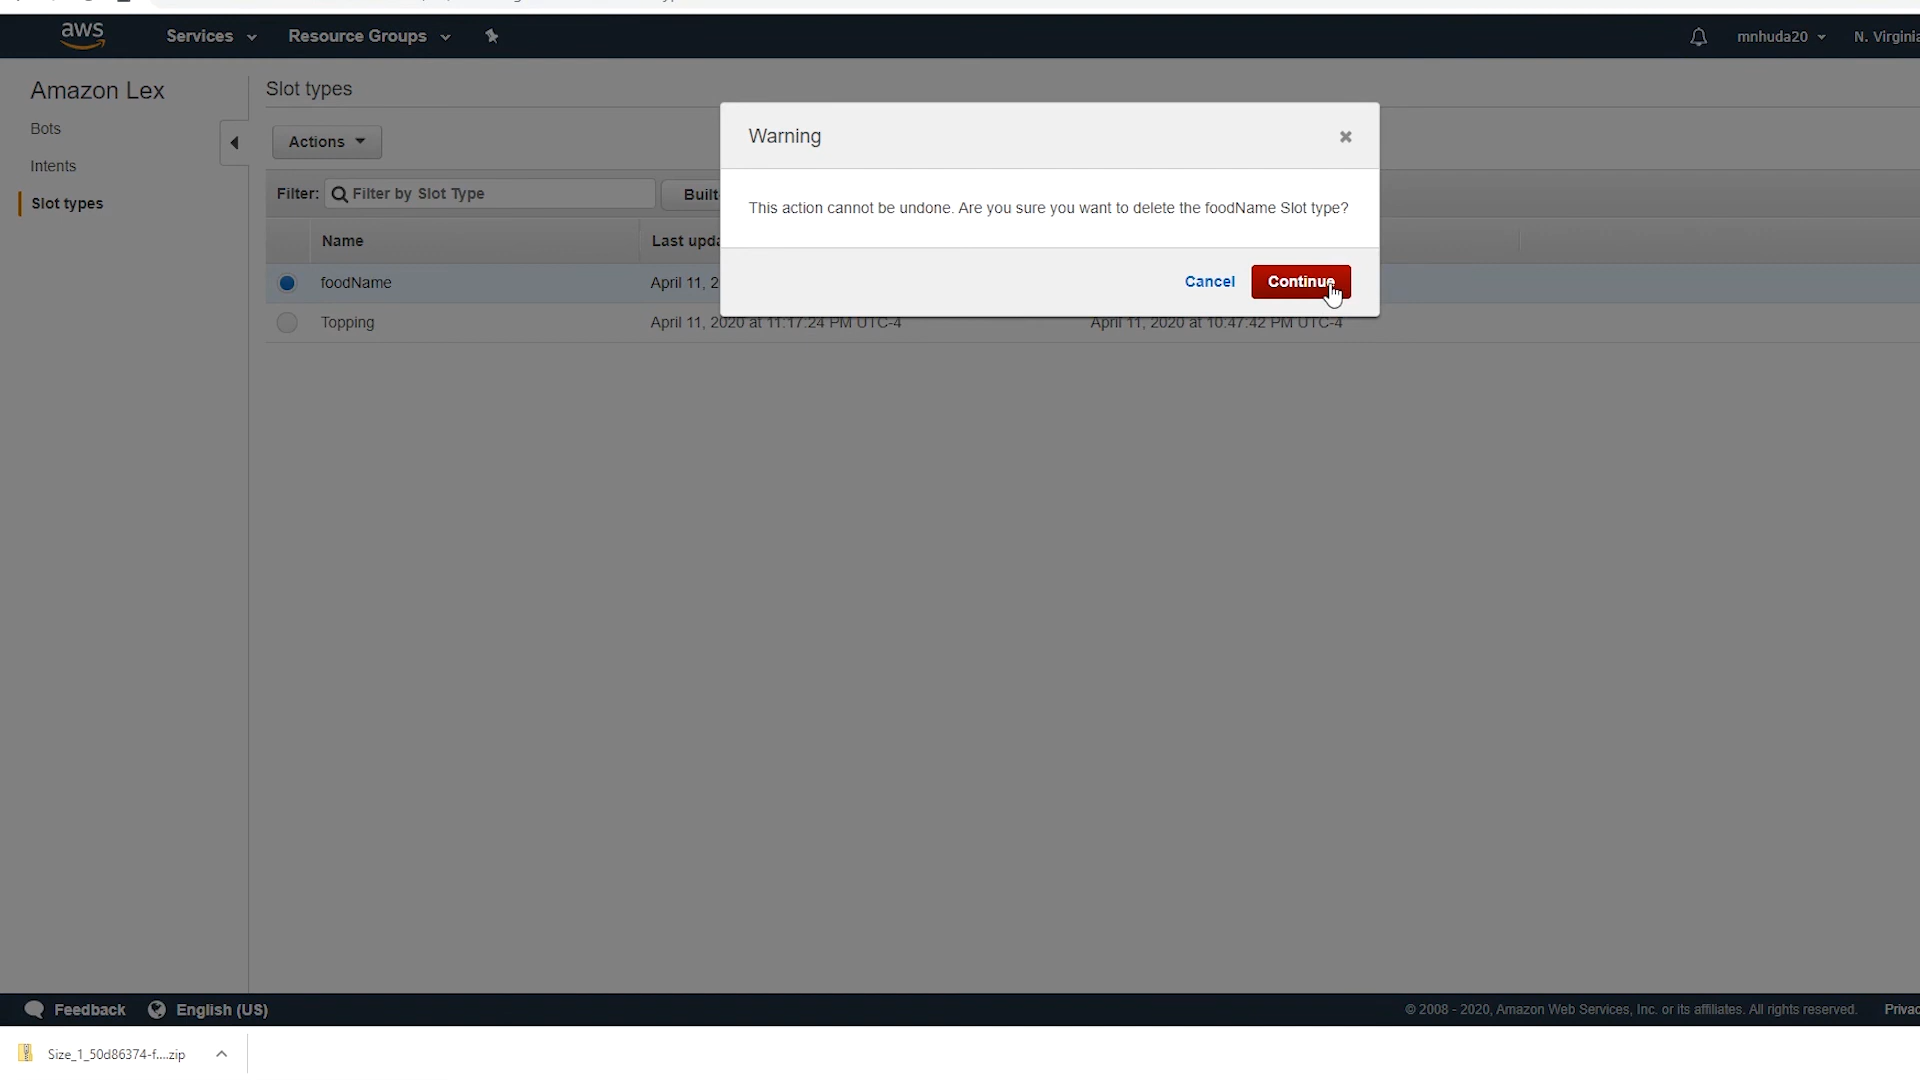 aws
Services
Resource Groups
mnhuda20
N. Virginia
Amazon Lex
Bots
Intents
Slot types
Slot types
Actions
Filter:
Filter by Slot Type
Built-
Name
Last upda
foodName
April 11, 2
Topping
April 11, 2020 at 11:17:24 PM UTC-4
April 11, 2020 at 10:47:42 PM UTC-4
Warning
This action cannot be undone. Are you sure you want to delete the foodName Slot type?
Cancel
Continue
Feedback
English (US)
© 2008 - 2020, Amazon Web Services, Inc. or its affiliates. All rights reserved.
Privac
Size_1_50d86374-f....zip